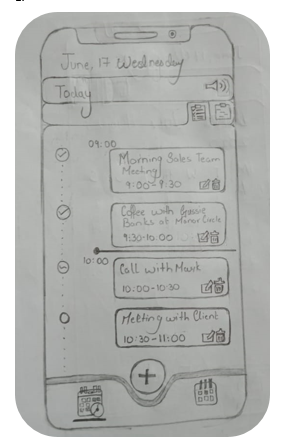 June, 17 Wednesday
Today
09:00
Morning Sales Team
Meeting
9:00-9:30
Coffee with
Banks at Manor
9:30-10:00
10:00
Call with Mark
10:00-10:30
Meeting with Client
10:30-11:00